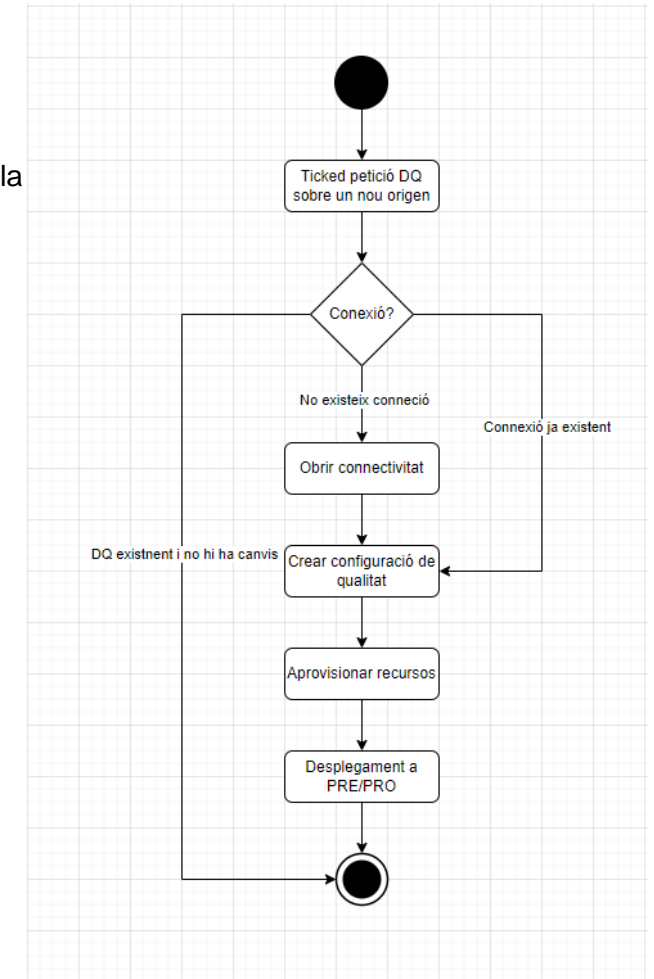 la
Ticked petició DQ
sobre un nou origen
Conexió?
No existeix conneció
Connexió ja existent
Obrir connectivitat
DQ existnent i no hi ha canvis
Crear configuració de
qualitat
Aprovisionar recursos
Desplegament a
PRE/PRO